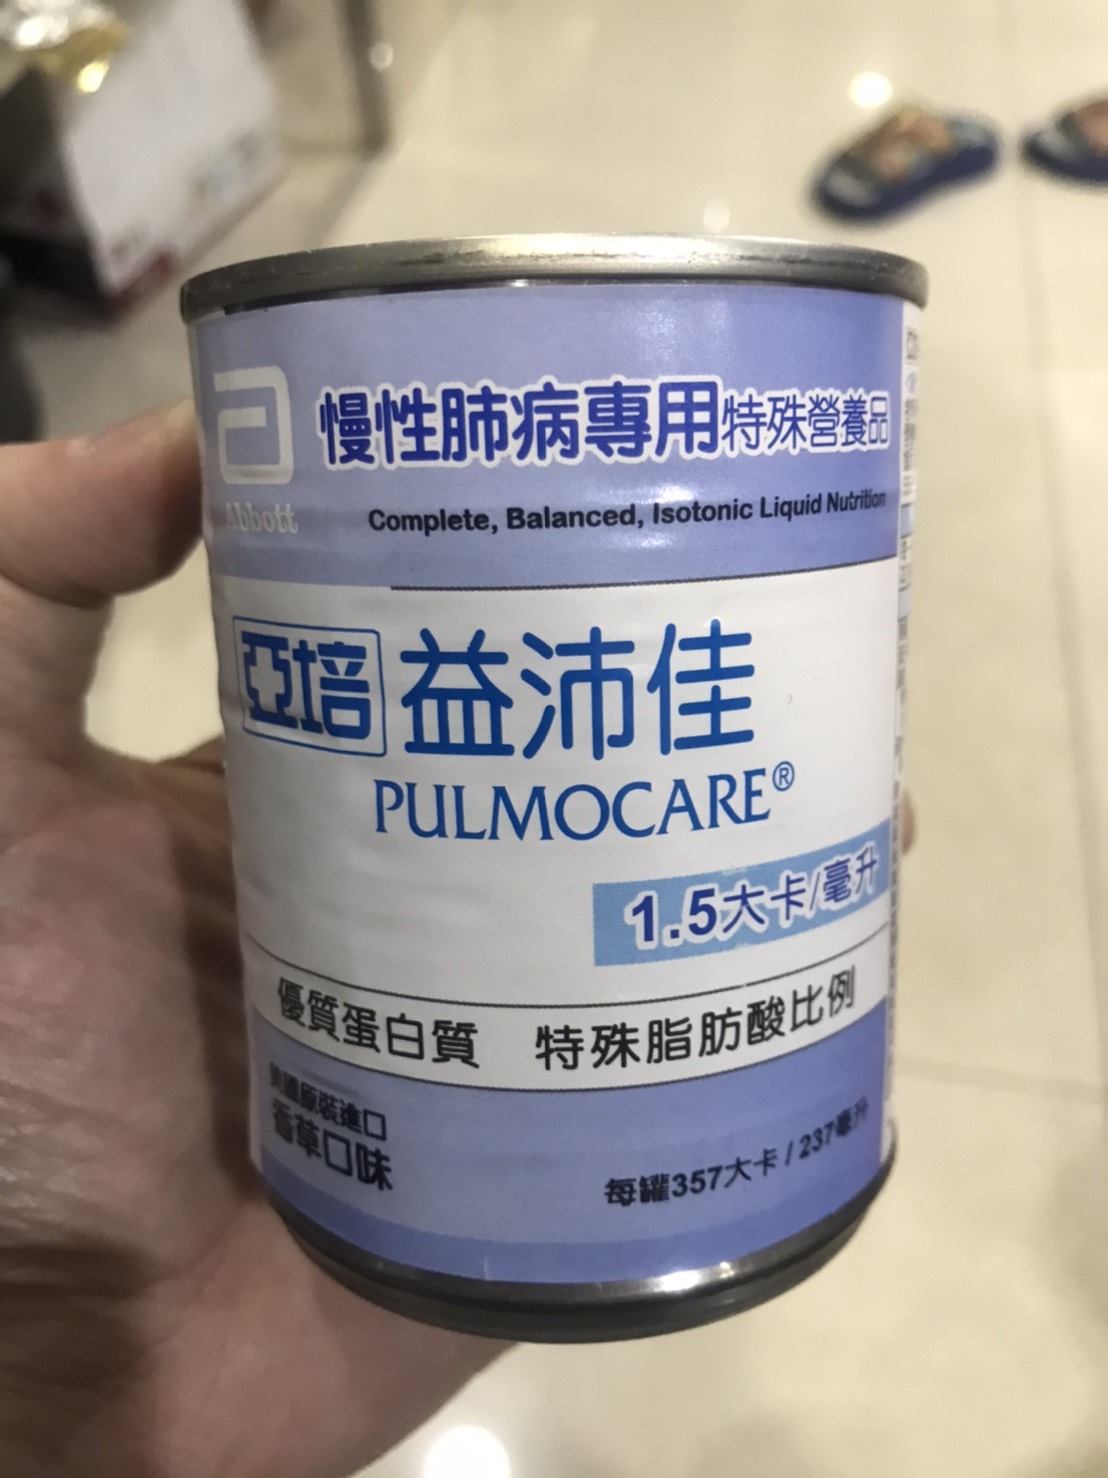 慢性肺病專用特殊營養品
Abbott
Complete, Balanced, Isotonic Liquid Nutrition
亞培 益沛佳
PULMOCARE®
1.5大卡/毫升
優質蛋白質 特殊脂肪酸比例
美國原裝進口
香草口味
每罐357大卡/237毫升